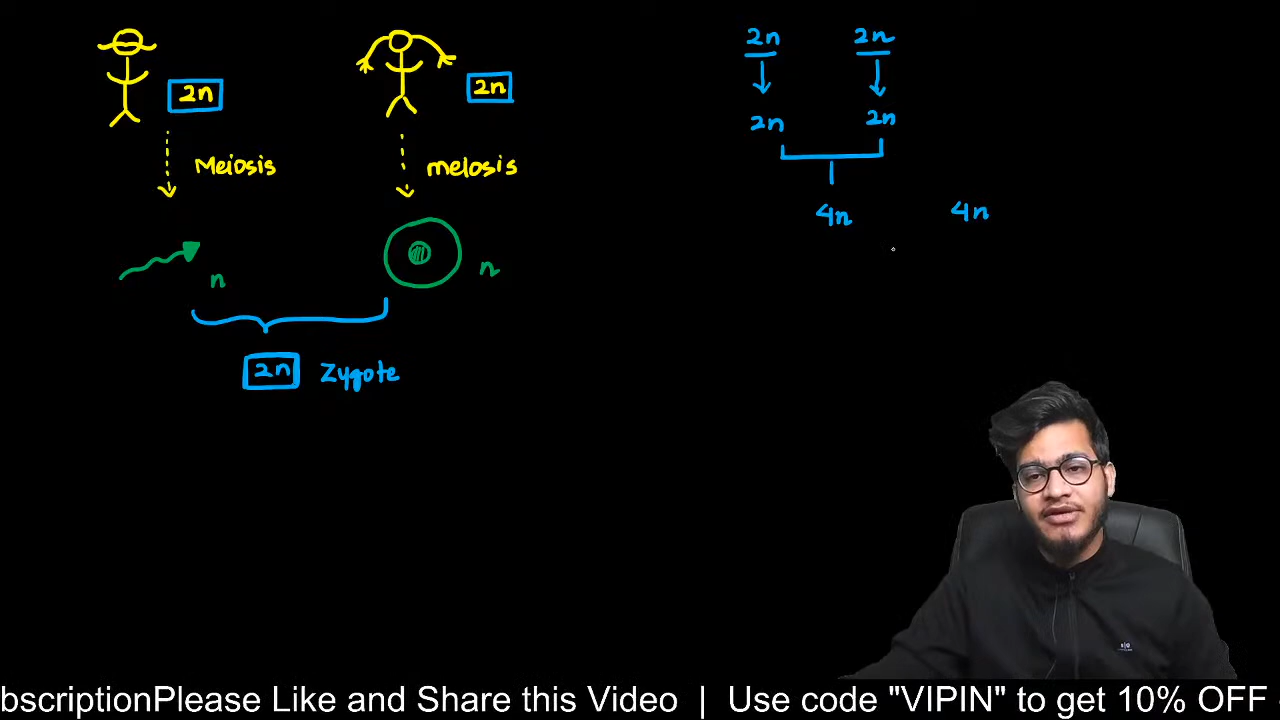 2n
2n
Meiosis
meiosis
n
n
2n Zygote
2n 2n
2n 2n
4n 4n
bscriptionPlease Like and Share this Video | Use code "VIPIN" to get 10% OFF